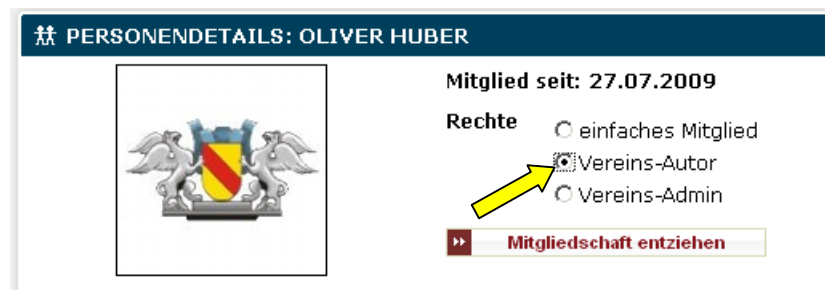 PERSONENDETAILS: OLIVER HUBER
Mitglied seit: 27.07.2009
Rechte
einfaches Mitglied
Vereins-Autor
Vereins-Admin
Mitgliedschaft entziehen